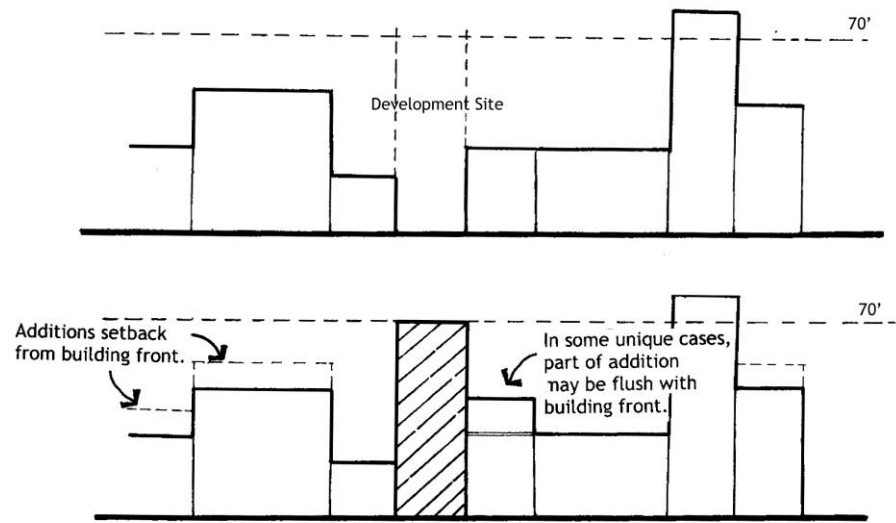 70'
Development Site
70'
Additions setback
from building front.
In some unique cases,
part of addition
may be flush with
building front.